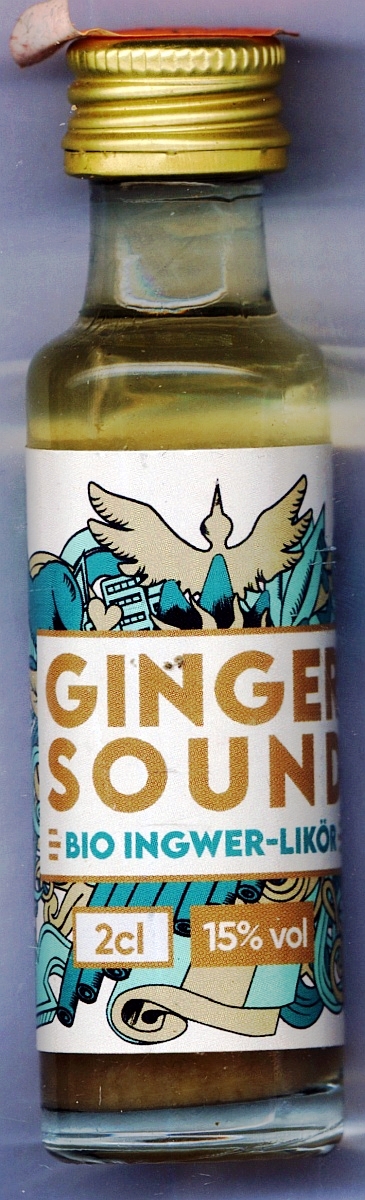 GINGER
SOUND
BIO INGWER-LIKÖR
2cl
15% vol